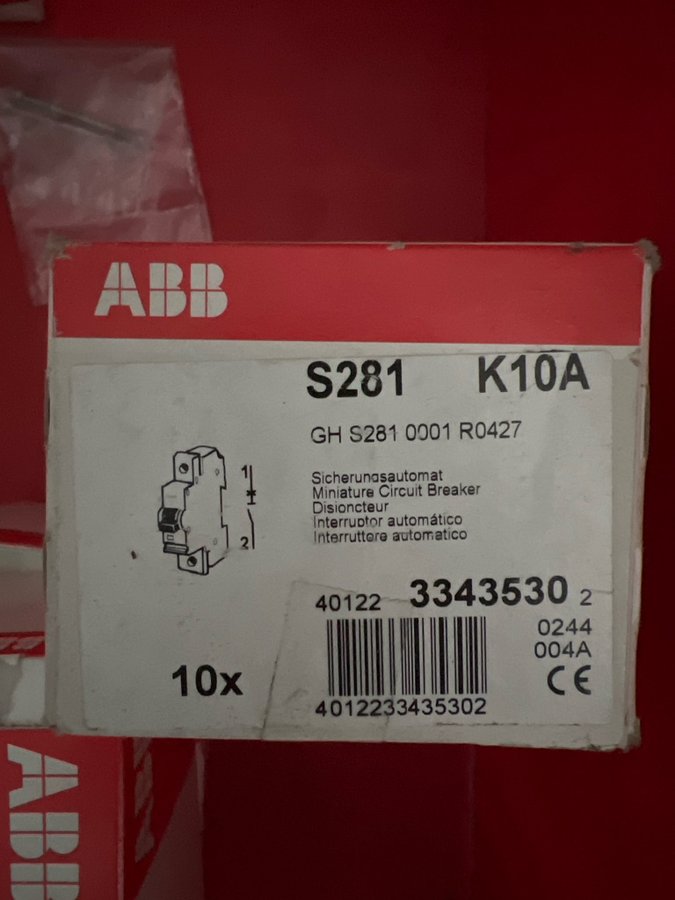 ABB
S281 K10A
GH S281 0001 R0427
Sicherungsautomat
Miniature Circuit Breaker
Disjoncteur
Interruptor automático
Interruttore automatico
1
2
40122 3343530 2
0244
004A
CE
10x
4012233435302
ABB